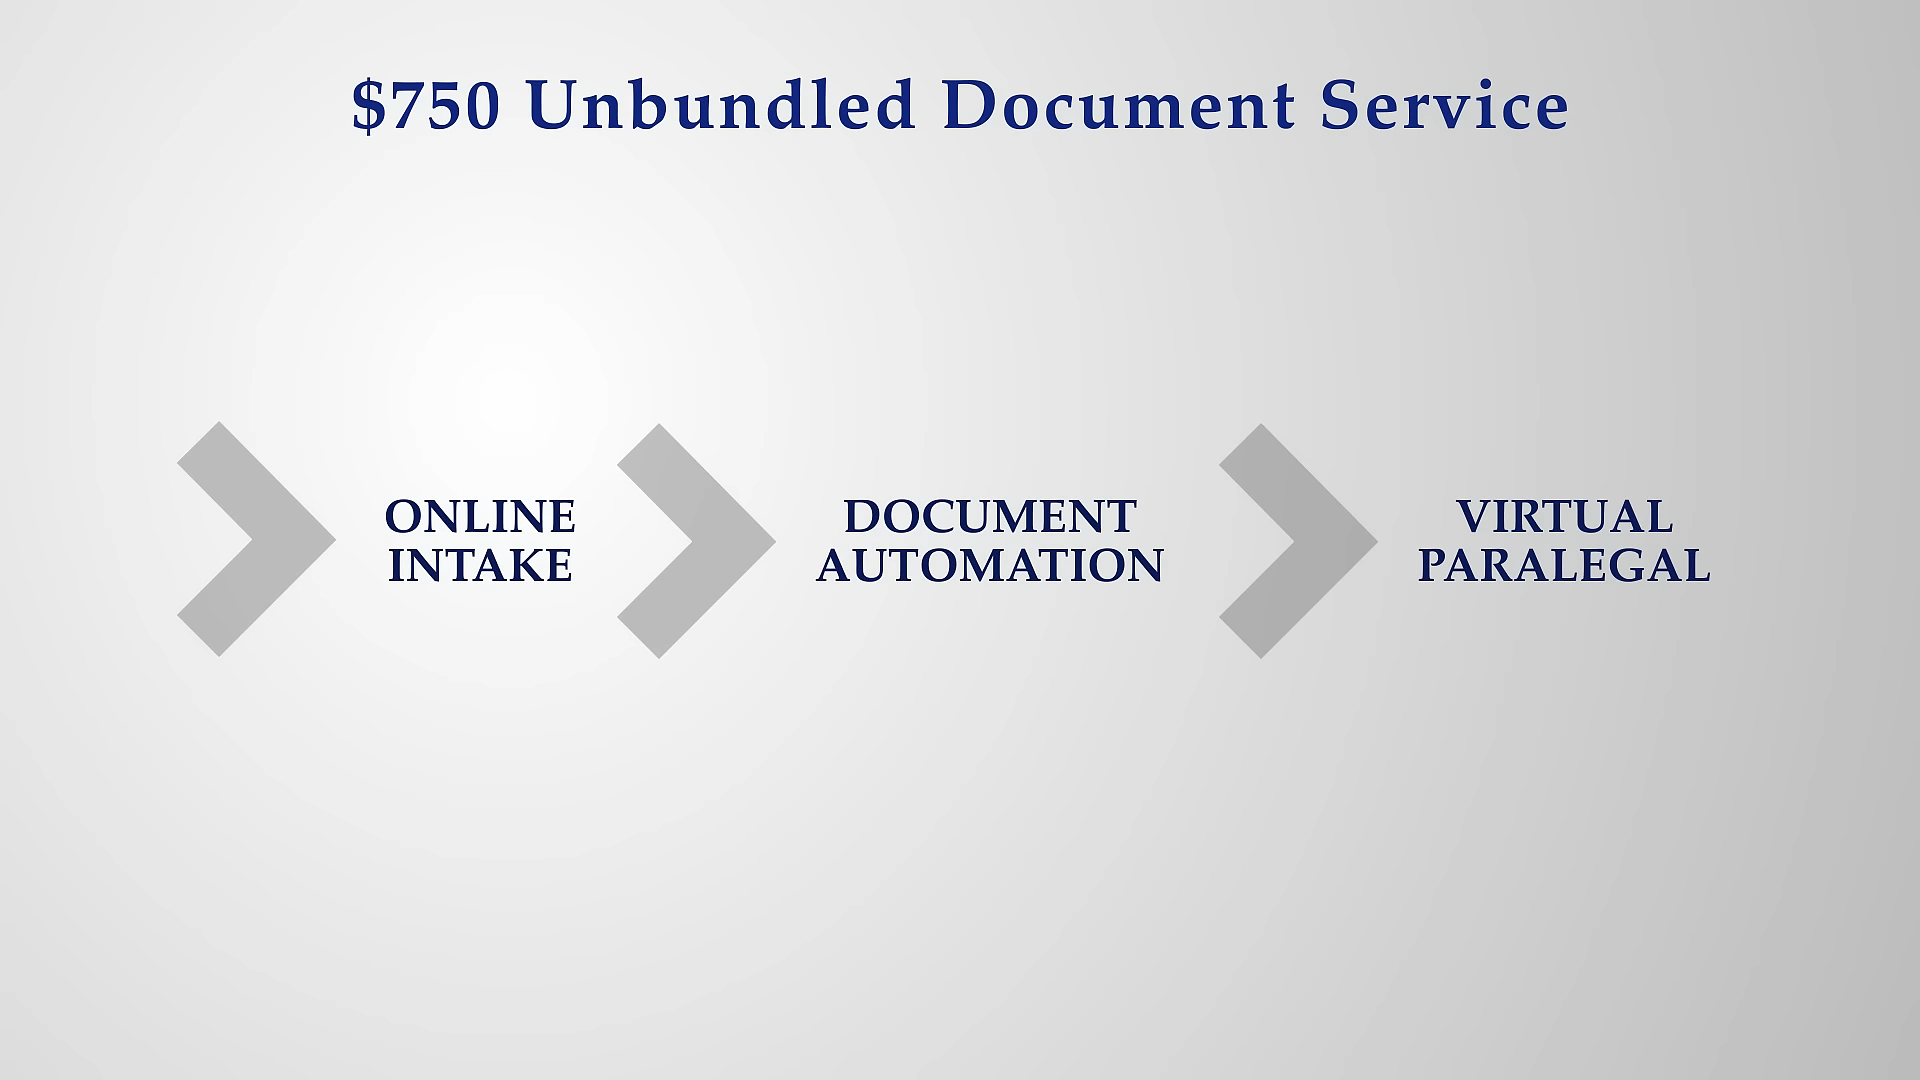 $750 Unbundled Document Service
ONLINE
INTAKE
DOCUMENT
AUTOMATION
VIRTUAL
PARALEGAL